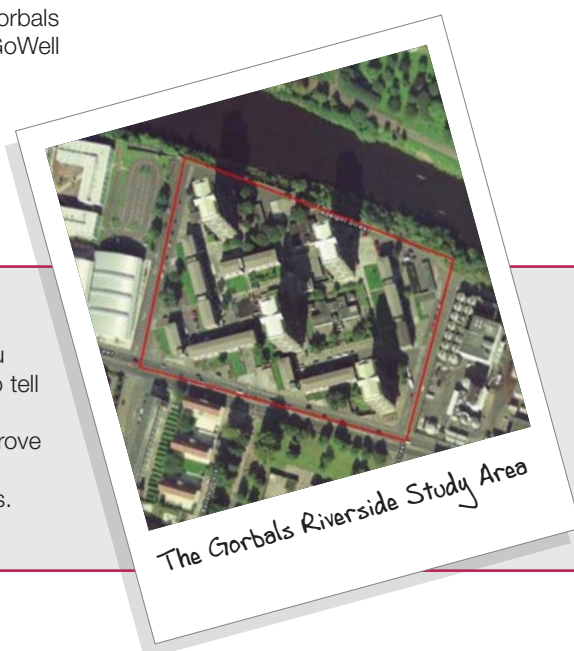 orbals
GoWell
u
o tell
rove
s.
The Gorbals Riverside Study Area